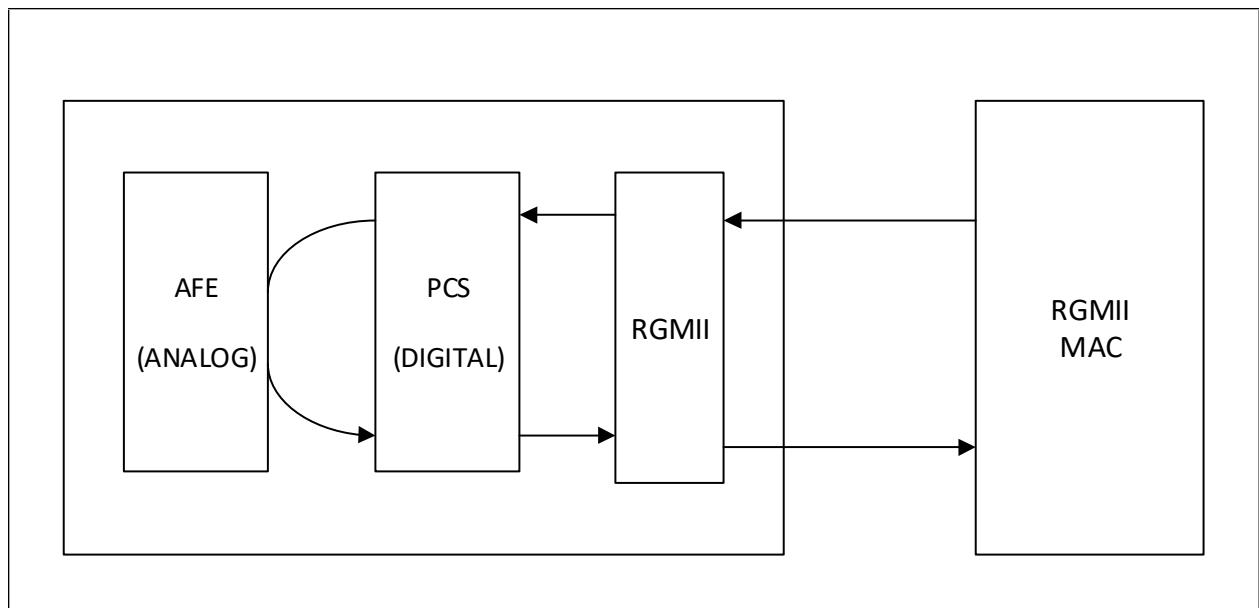 AFE
(ANALOG)
PCS
(DIGITAL)
RGMII
RGMII
MAC